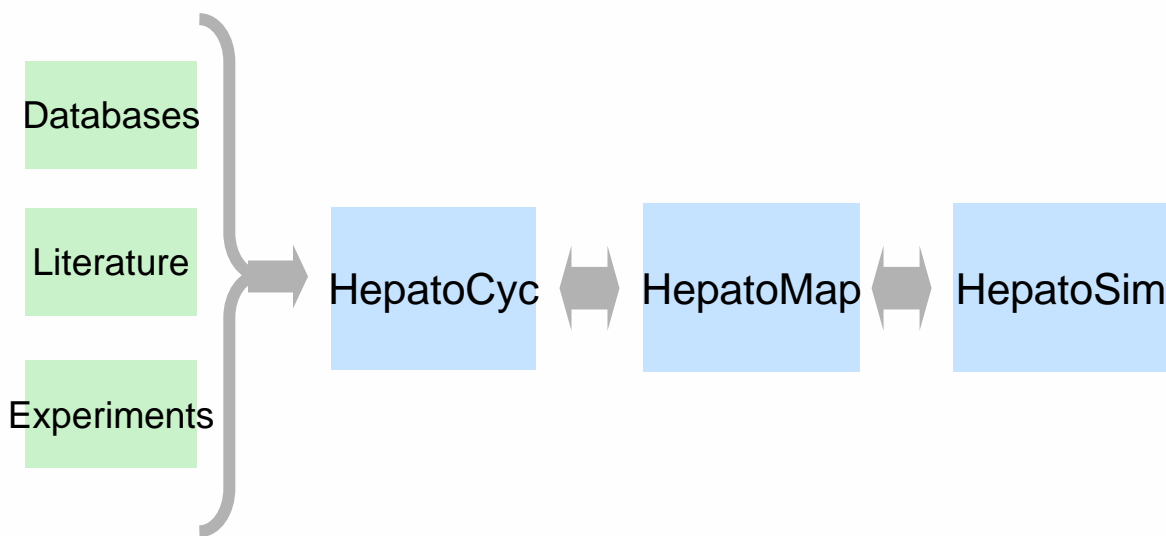 Databases
Literature
Experiments
HepatoCyc
HepatoMap
HepatoSim